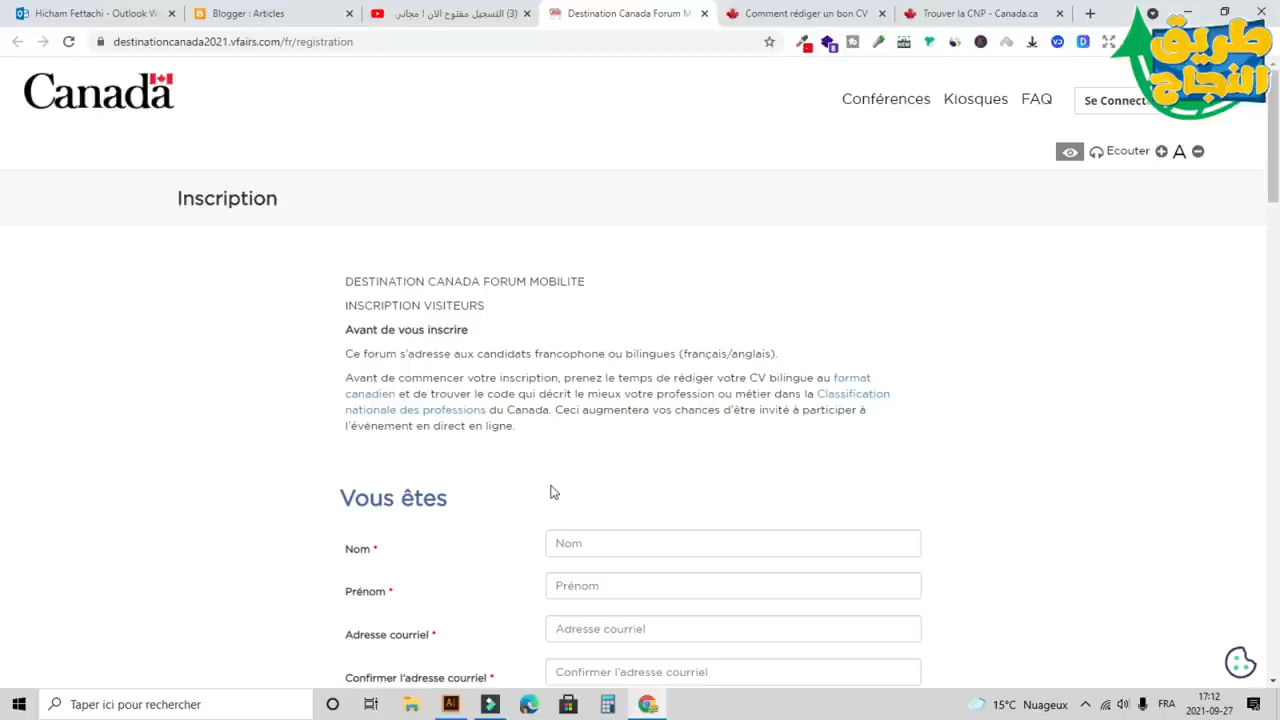 Hicham Fettahi - Outlook W
Blogger : Articles
(3) التسجيل مفتوح الآن 1 مجاني
Destination Canada Forum M
Comment rédiger un bon CV
Trouver la CNP - Canada.ca
destinationcanada2021.vfairs.com/fr/registration
طريق
النجاح
Canada
Conférences Kiosques FAQ Se Connect
Ecouter A
Inscription
DESTINATION CANADA FORUM MOBILITE
INSCRIPTION VISITEURS
Avant de vous inscrire
Ce forum s'adresse aux candidats francophone ou bilingues (français/anglais).
Avant de commencer votre inscription, prenez le temps de rédiger votre CV bilingue au format
canadien et de trouver le code qui décrit le mieux votre profession ou métier dans la Classification
nationale des professions du Canada. Ceci augmentera vos chances d'être invité à participer à
l'événement en direct en ligne.
Vous êtes
Nom * Nom
Prénom * Prénom
Adresse courriel * Adresse courriel
Confirmer l'adresse courriel * Confirmer l'adresse courriel
Taper ici pour rechercher
15°C Nuageux
FRA
17:12
2021-09-27